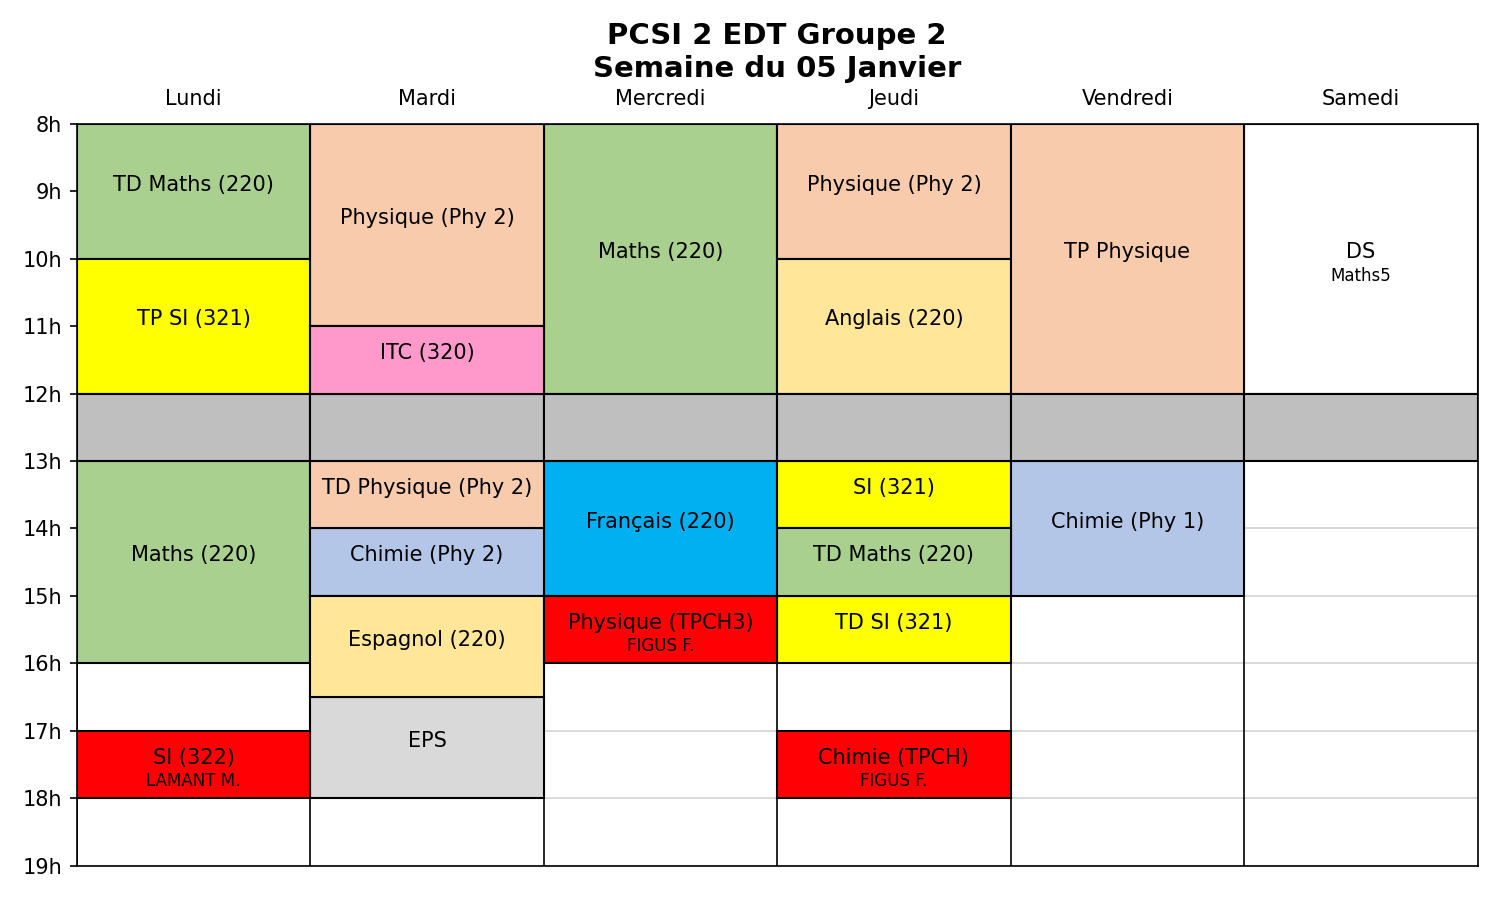 PCSI 2 EDT Groupe 2
Semaine du 05 Janvier
Lundi
Mardi
Mercredi
Jeudi
Vendredi
Samedi
8h
9h
10h
11h
12h
13h
14h
15h
16h
17h
18h
19h
TD Maths (220)
TP SI (321)
Maths (220)
SI (322)
LAMANT M.
Physique (Phy 2)
ITC (320)
TD Physique (Phy 2)
Chimie (Phy 2)
Espagnol (220)
EPS
Maths (220)
Français (220)
Physique (TPCH3)
FIGUS F.
Physique (Phy 2)
Anglais (220)
SI (321)
TD Maths (220)
TD SI (321)
Chimie (TPCH)
FIGUS F.
TP Physique
Chimie (Phy 1)
DS
Maths5